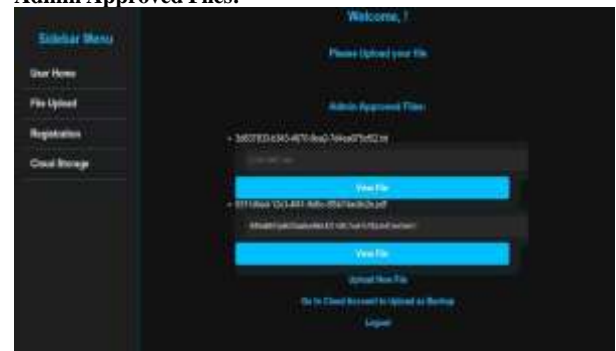 Admin Approved Files:
Welcome, !
Sidebar Menu
Please Upload your file
User Home
File Upload
Admin Approved Files:
Registration
Cloud Storage
View File
View File
Upload New File
Go to Cloud Account to Upload as Backup
Logout